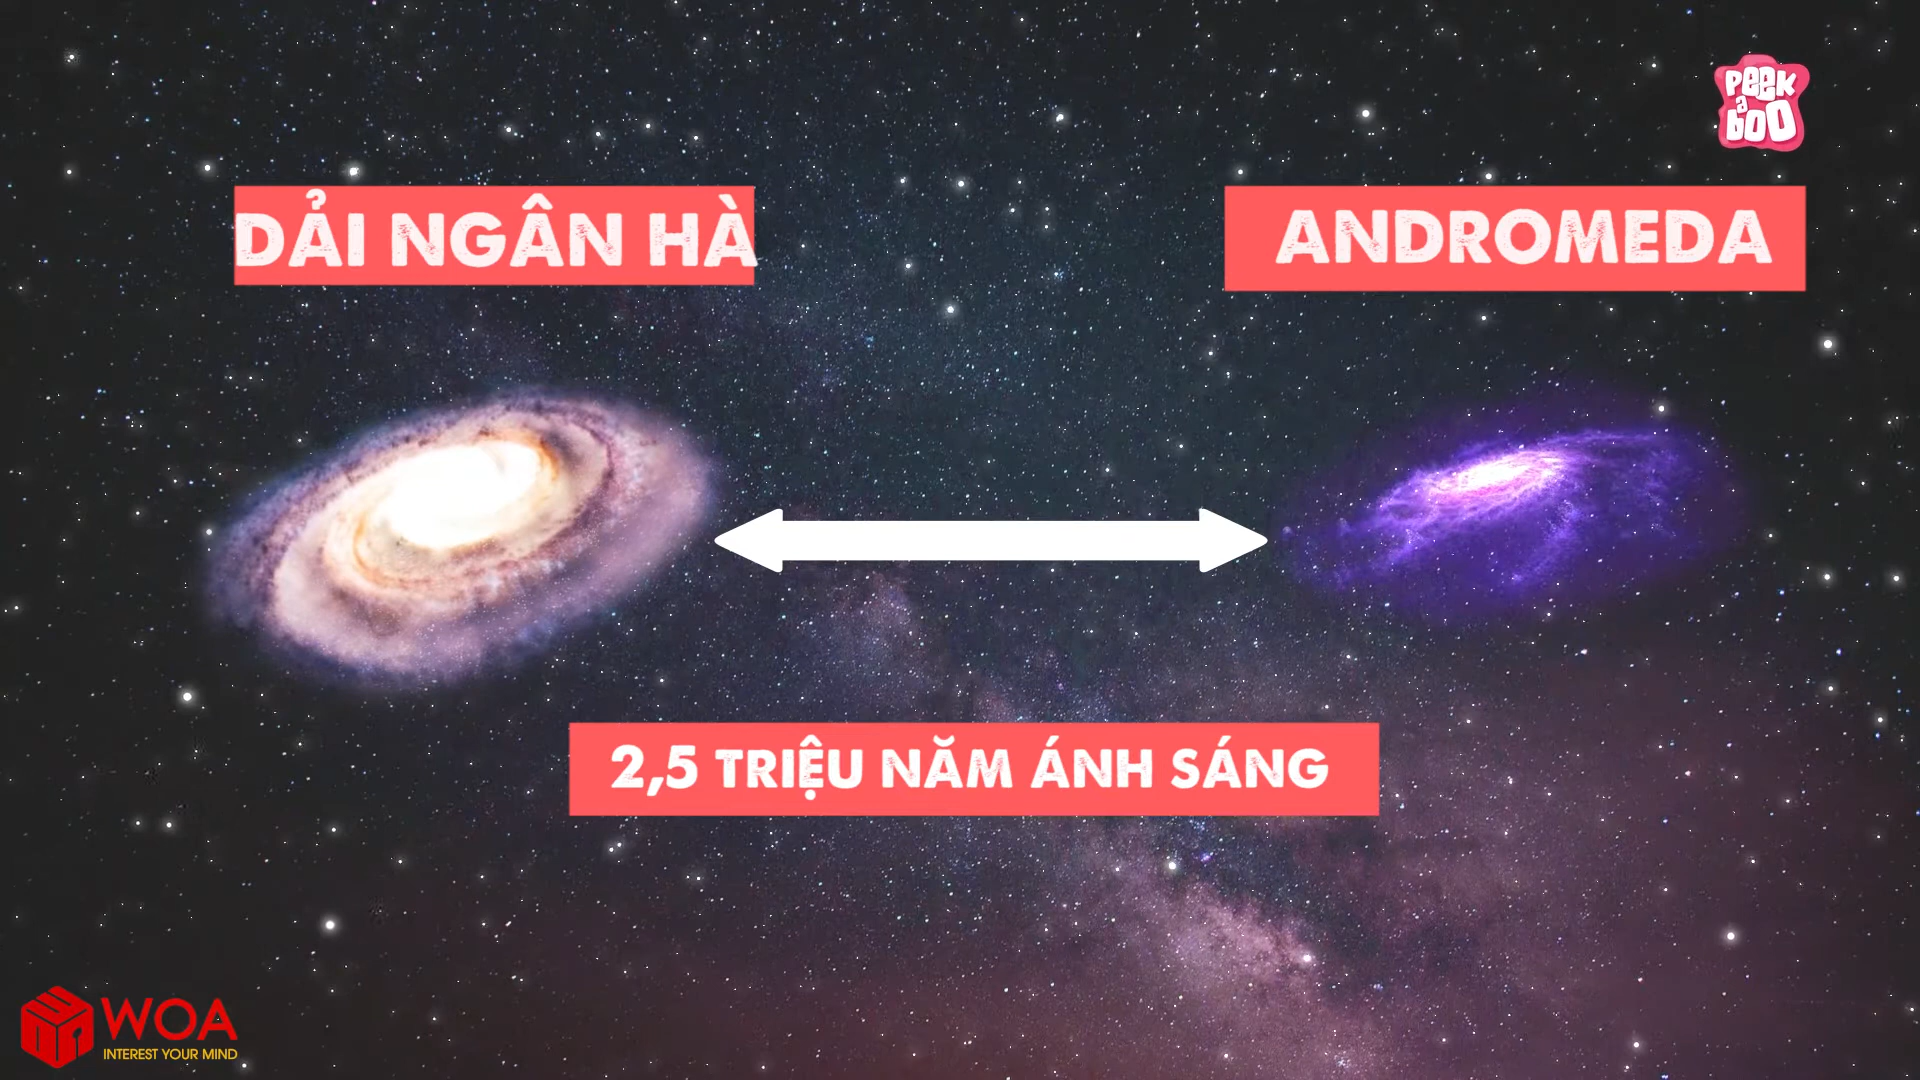 PEEK
a
boo
DẢI NGÂN HÀ
ANDROMEDA
2,5 TRIỆU NĂM ÁNH SÁNG
WOA
INTEREST YOUR MIND